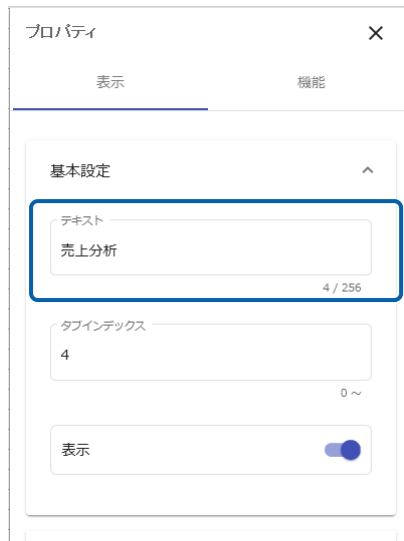 プロパティ
表示
機能
基本設定
テキスト
売上分析
4 / 256
タブインデックス
4
0 ～
表示